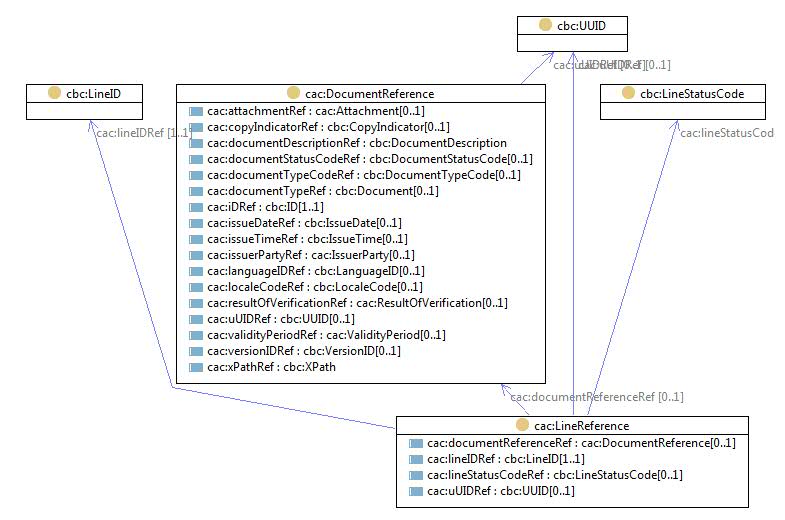 cbc:UUID
cac:uUIDRef [0..1]
cbc:LineID
cac:DocumentReference
cbc:LineStatusCode
cac:attachmentRef : cac:Attachment[0..1]
cac:lineIDRef [1..1]
cac:copyIndicatorRef : cbc:CopyIndicator[0..1]
cac:lineStatusCod
cac:documentDescriptionRef : cbc:DocumentDescription
cac:documentStatusCodeRef : cbc:DocumentStatusCode[0..1]
cac:documentTypeCodeRef : cbc:DocumentTypeCode[0..1]
cac:documentTypeRef : cbc:Document[0..1]
cac:iDRef : cbc:ID[1..1]
cac:issueDateRef : cbc:IssueDate[0..1]
cac:issueTimeRef : cbc:IssueTime[0..1]
cac:issuerPartyRef : cac:IssuerParty[0..1]
cac:languageIDRef : cbc:LanguageID[0..1]
cac:localeCodeRef : cbc:LocaleCode[0..1]
cac:resultOfVerificationRef : cac:ResultOfVerification[0..1]
cac:uUIDRef : cbc:UUID[0..1]
cac:validityPeriodRef : cac:ValidityPeriod[0..1]
cac:versionIDRef : cbc:VersionID[0..1]
cac:xPathRef : cbc:XPath
cac:documentReferenceRef [0..1]
cac:LineReference
cac:documentReferenceRef : cac:DocumentReference[0..1]
cac:lineIDRef : cbc:LineID[1..1]
cac:lineStatusCodeRef : cbc:LineStatusCode[0..1]
cac:uUIDRef : cbc:UUID[0..1]